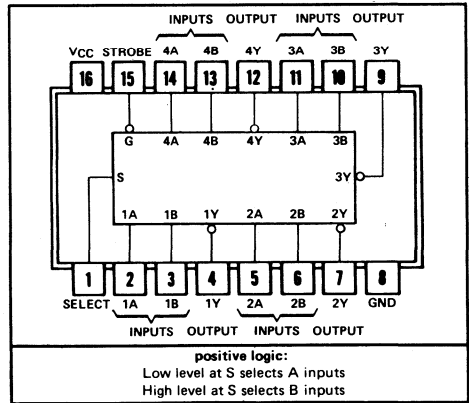 INPUTS OUTPUT INPUTS OUTPUT
VCC STROBE 4A 4B 4Y 3A 3B 3Y
16 15 14 13 12 11 10 9
G 4A 4B 4Y 3A 3B
S 3Y
1A 1B 1Y 2A 2B 2Y
1 2 3 4 5 6 7 8
SELECT 1A 1B 1Y 2A 2B 2Y GND
INPUTS OUTPUT INPUTS OUTPUT
positive logic:
Low level at S selects A inputs
High level at S selects B inputs